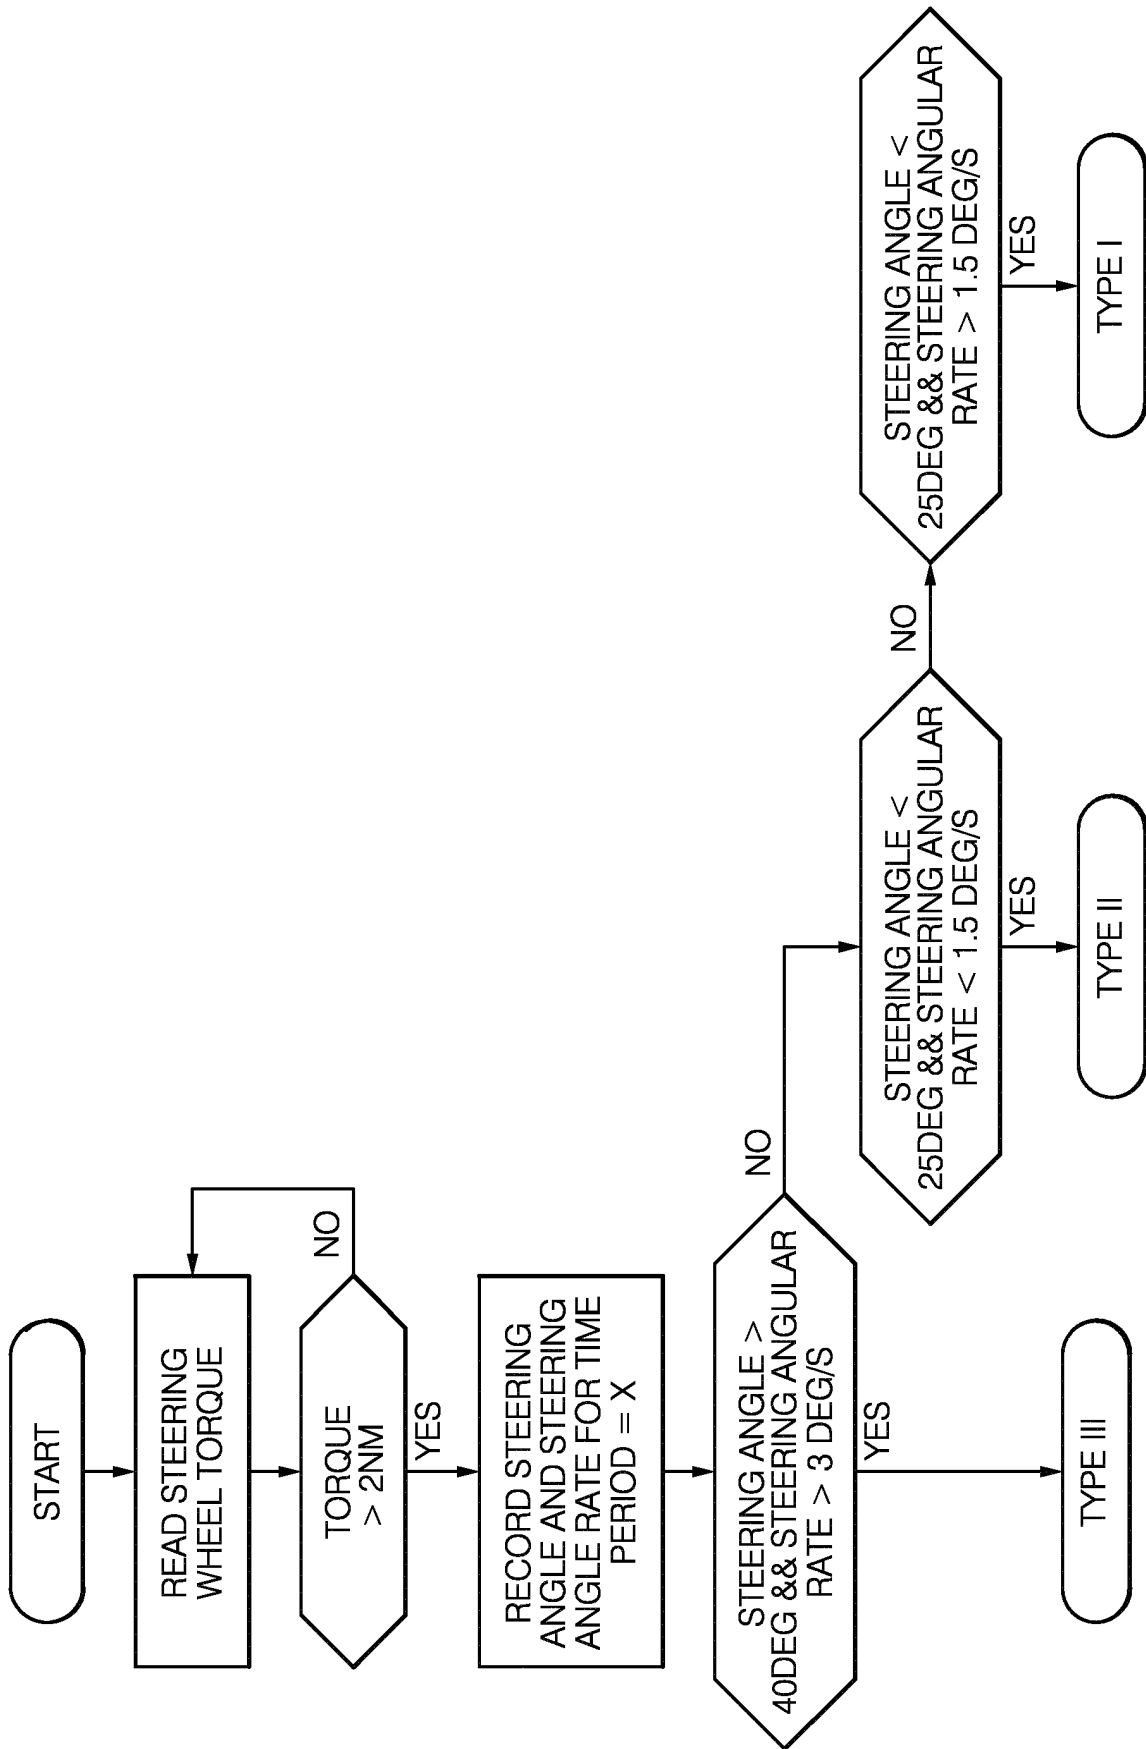 START
READ STEERING
WHEEL TORQUE
NO
TORQUE
> 2NM
YES
RECORD STEERING
ANGLE AND STEERING
ANGLE RATE FOR TIME
PERIOD = X
STEERING ANGLE >
40DEG && STEERING ANGULAR
RATE > 3 DEG/S
NO
YES
TYPE III
STEERING ANGLE <
25DEG && STEERING ANGULAR
RATE < 1.5 DEG/S
NO
YES
TYPE II
STEERING ANGLE <
25DEG && STEERING ANGULAR
RATE > 1.5 DEG/S
YES
TYPE I